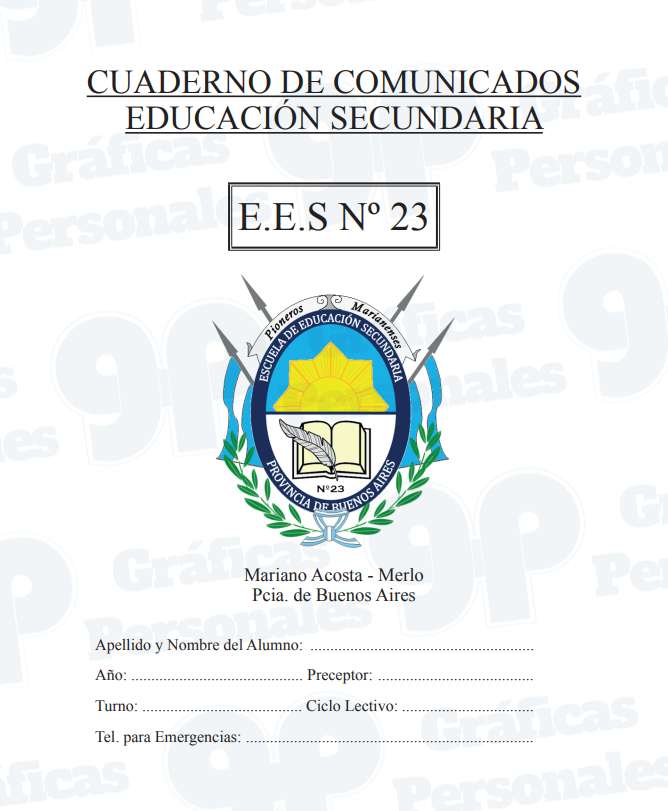 CUADERNO DE COMUNICADOS
EDUCACIÓN SECUNDARIA
E.E.S Nº 23
Pioneros Marianenses
ESCUELA DE EDUCACIÓN SECUNDARIA
Nº23
PROVINCIA DE BUENOS AIRES
Mariano Acosta - Merlo
Pcia. de Buenos Aires
Apellido y Nombre del Alumno: ........................................................
Año: ........................................... Preceptor: .......................................
Turno: ........................................ Ciclo Lectivo: .................................
Tel. para Emergencias: ........................................................................
gp
Gráficas
Personales